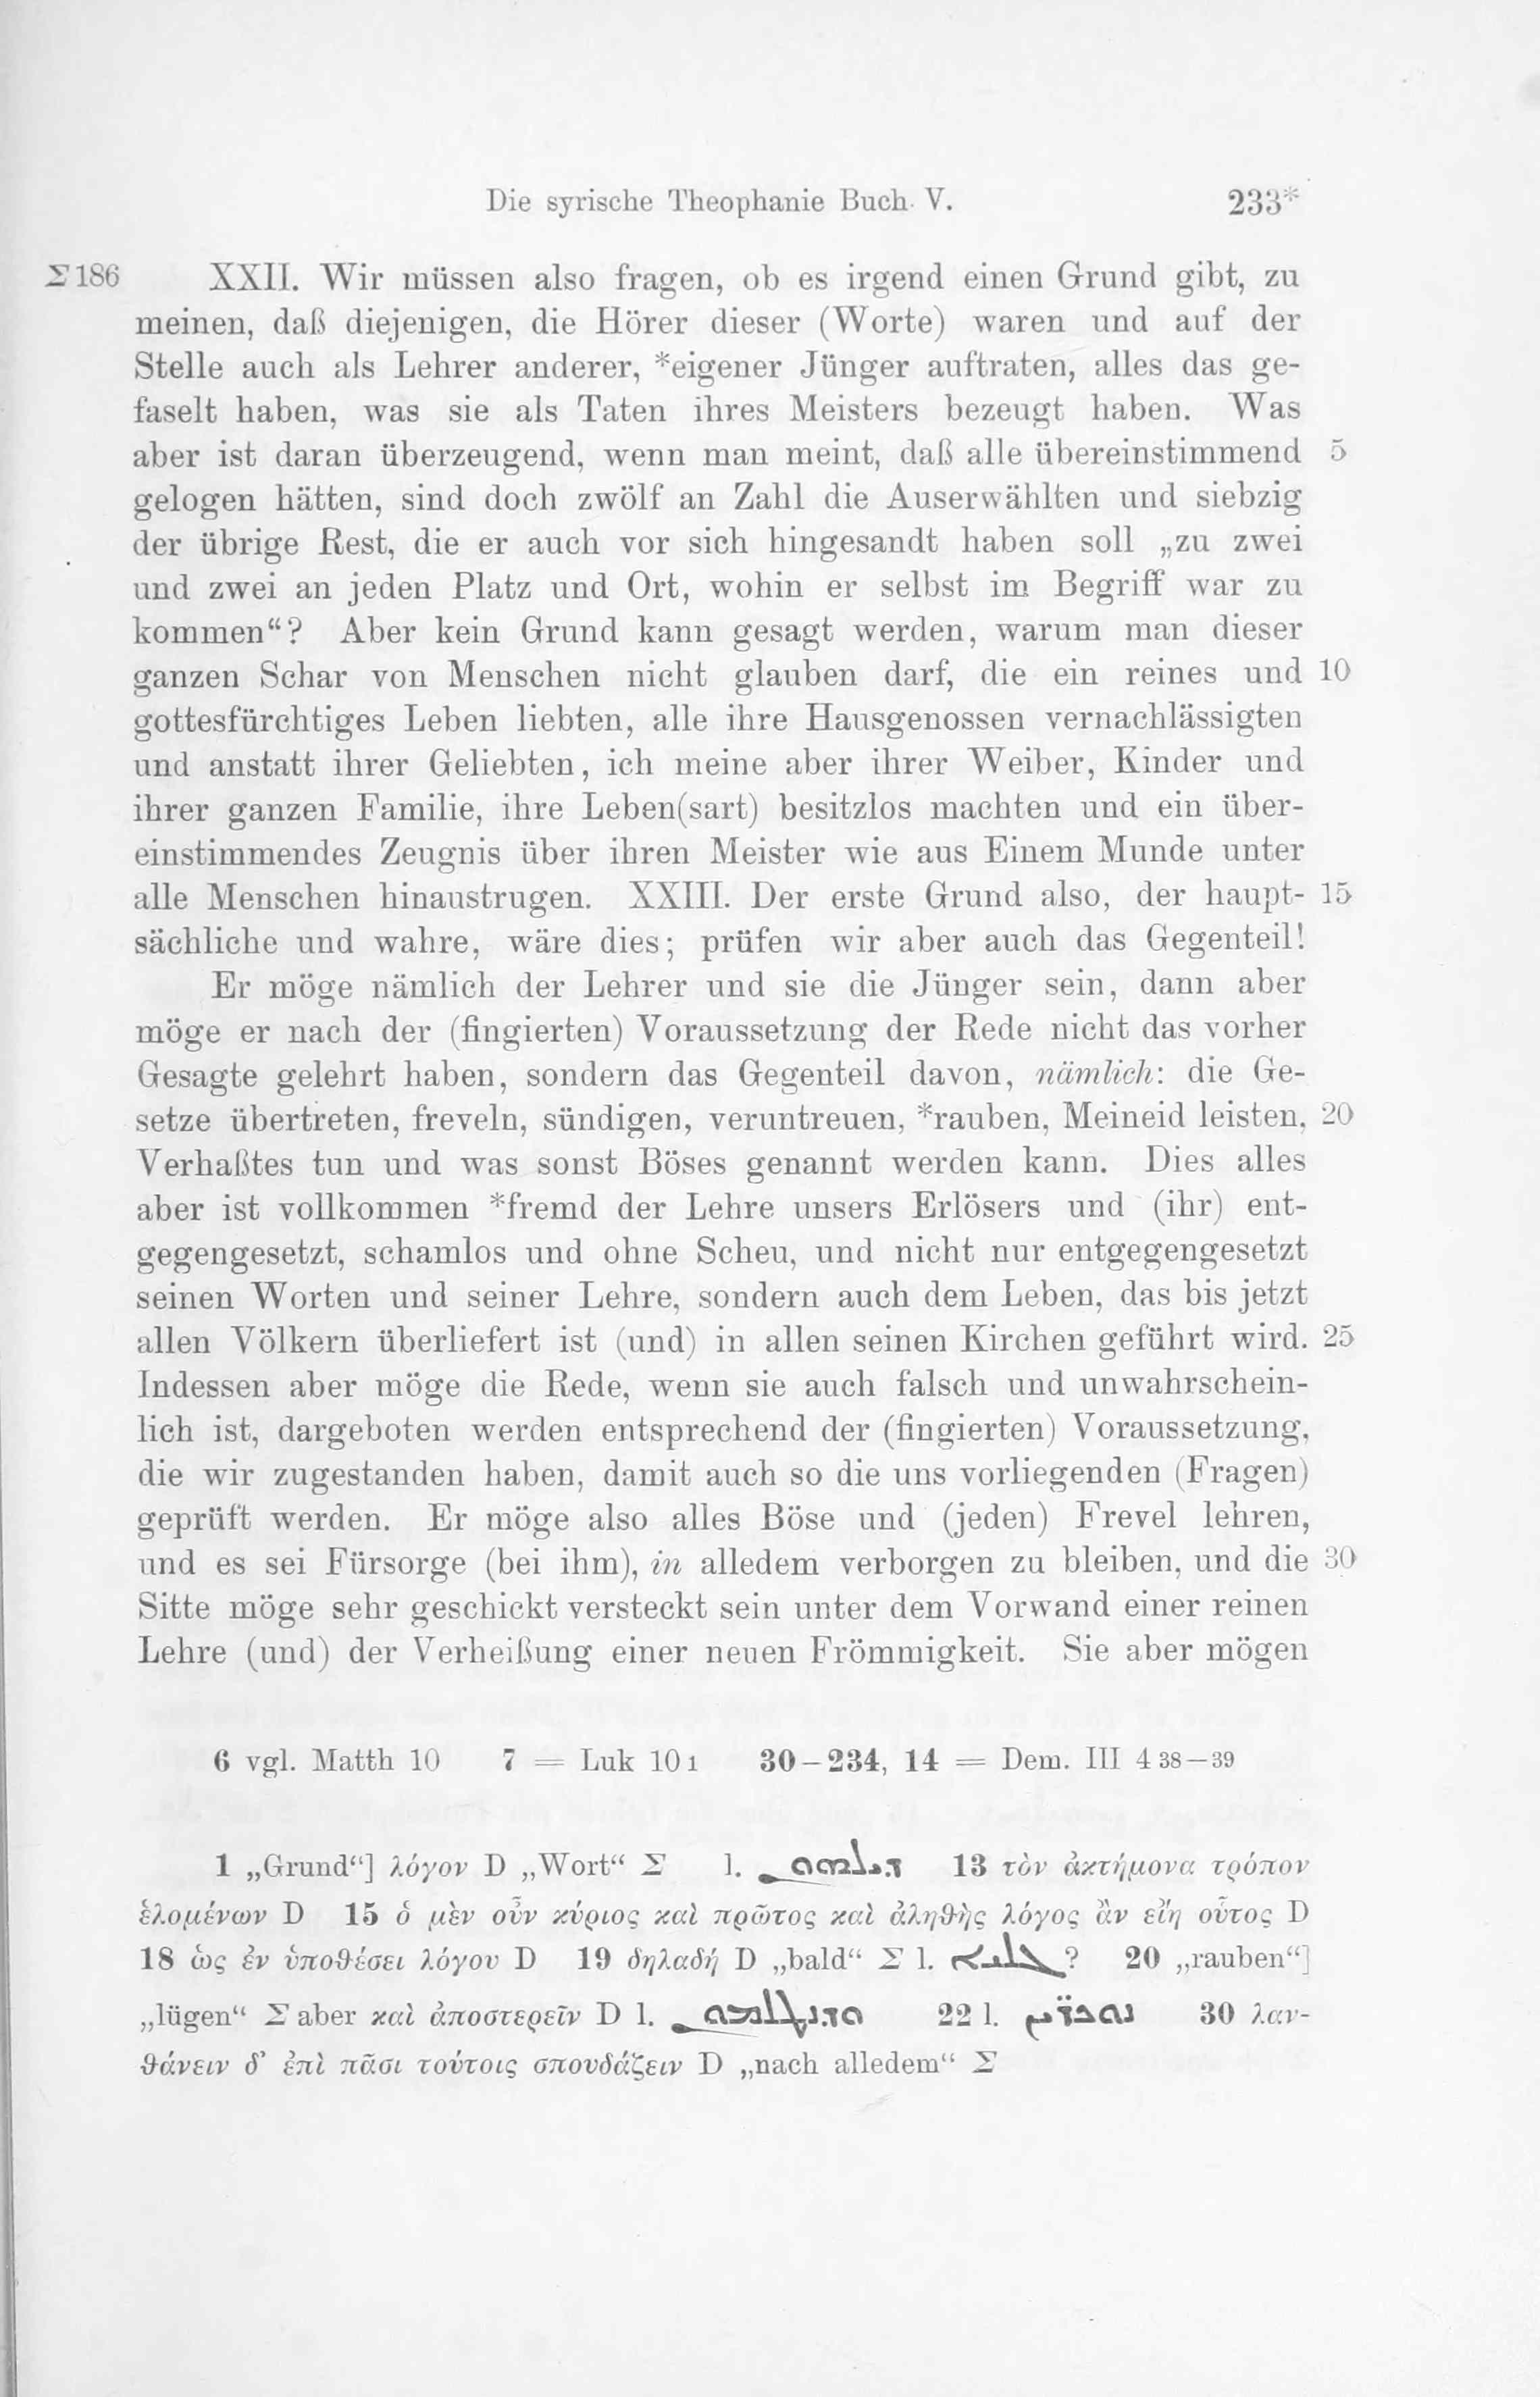 Die syrische Theophanie Buch V. 233*
Σ 186 XXII. Wir müssen also fragen, ob es irgend einen Grund gibt, zu
meinen, daß diejenigen, die Hörer dieser (Worte) waren und auf der
Stelle auch als Lehrer anderer, *eigener Jünger auftraten, alles das ge-
faselt haben, was sie als Taten ihres Meisters bezeugt haben. Was
aber ist daran überzeugend, wenn man meint, daß alle übereinstimmend 5
gelogen hätten, sind doch zwölf an Zahl die Auserwählten und siebzig
der übrige Rest, die er auch vor sich hingesandt haben soll „zu zwei
und zwei an jeden Platz und Ort, wohin er selbst im Begriff war zu
kommen“? Aber kein Grund kann gesagt werden, warum man dieser
ganzen Schar von Menschen nicht glauben darf, die ein reines und 10
gottesfürchtiges Leben liebten, alle ihre Hausgenossen vernachlässigten
und anstatt ihrer Geliebten, ich meine aber ihrer Weiber, Kinder und
ihrer ganzen Familie, ihre Leben(sart) besitzlos machten und ein über-
einstimmendes Zeugnis über ihren Meister wie aus Einem Munde unter
alle Menschen hinaustrugen. XXIII. Der erste Grund also, der haupt- 15
sächliche und wahre, wäre dies; prüfen wir aber auch das Gegenteil!
Er möge nämlich der Lehrer und sie die Jünger sein, dann aber
möge er nach der (fingierten) Voraussetzung der Rede nicht das vorher
Gesagte gelehrt haben, sondern das Gegenteil davon, nämlich: die Ge-
setze übertreten, freveln, sündigen, veruntreuen, *rauben, Meineid leisten, 20
Verhaßtes tun und was sonst Böses genannt werden kann. Dies alles
aber ist vollkommen *fremd der Lehre unsers Erlösers und (ihr) ent-
gegengesetzt, schamlos und ohne Scheu, und nicht nur entgegengesetzt
seinen Worten und seiner Lehre, sondern auch dem Leben, das bis jetzt
allen Völkern überliefert ist (und) in allen seinen Kirchen geführt wird. 25
Indessen aber möge die Rede, wenn sie auch falsch und unwahrschein-
lich ist, dargeboten werden entsprechend der (fingierten) Voraussetzung,
die wir zugestanden haben, damit auch so die uns vorliegenden (Fragen)
geprüft werden. Er möge also alles Böse und (jeden) Frevel lehren,
und es sei Fürsorge (bei ihm), in alledem verborgen zu bleiben, und die 30
Sitte möge sehr geschickt versteckt sein unter dem Vorwand einer reinen
Lehre (und) der Verheißung einer neuen Frömmigkeit. Sie aber mögen
6 vgl. Matth 10 7 = Luk 10 1 30–234, 14 = Dem. III 4 38–39
1 „Grund“] λόγον D „Wort“ Σ l. ܕܝܠܗܘܢ 13 τὸν ἀκτήμονα τρόπον
ἑλομένων D 15 ὁ μὲν οὖν κύριος καὶ πρῶτος καὶ ἀληθὴς λόγος ἂν εἴη οὗτος D
18 ὡς ἐν ὑποθέσει λόγου D 19 δηλαδή D „bald“ Σ l. ܓܠܝܐ? 20 „rauben“]
„lügen“ Σ aber καὶ ἀποστερεῖν D l. 22 l. ܢܘܟܪ̈ܝܢ 30 λαν-
θάνειν δ’ ἐπὶ πᾶσι τούτοις σπουδάζειν D „nach alledem“ Σ